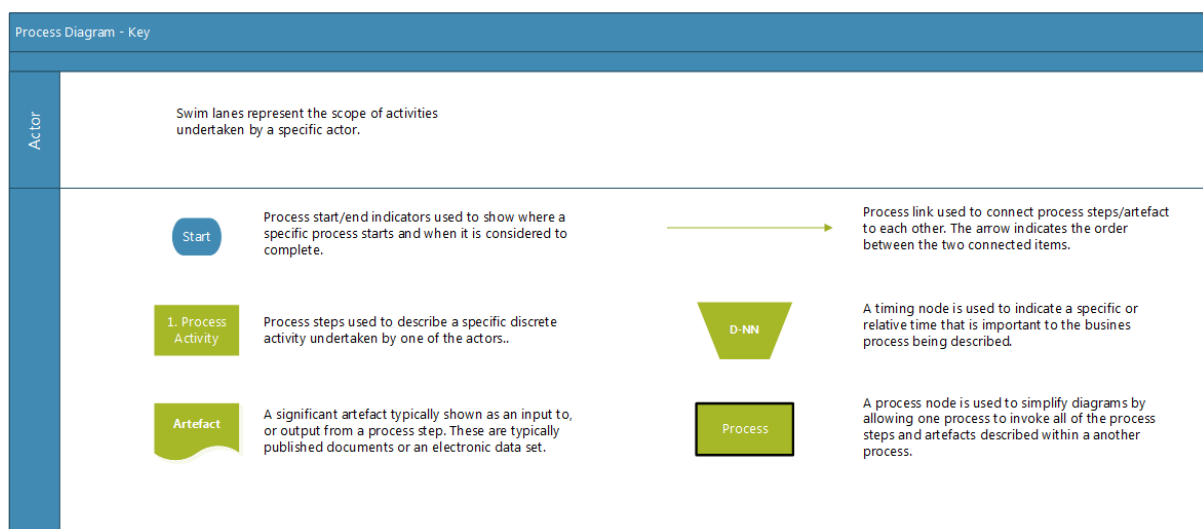 Process Diagram - Key
Actor
Swim lanes represent the scope of activities
undertaken by a specific actor.
Start
Process start/end indicators used to show where a
specific process starts and when it is considered to
complete.
Process link used to connect process steps/artefact
to each other. The arrow indicates the order
between the two connected items.
1. Process
Activity
Process steps used to describe a specific discrete
activity undertaken by one of the actors..
D-NN
A timing node is used to indicate a specific or
relative time that is important to the busines
process being described.
Artefact
A significant artefact typically shown as an input to,
or output from a process step. These are typically
published documents or an electronic data set.
Process
A process node is used to simplify diagrams by
allowing one process to invoke all of the process
steps and artefacts described within a another
process.